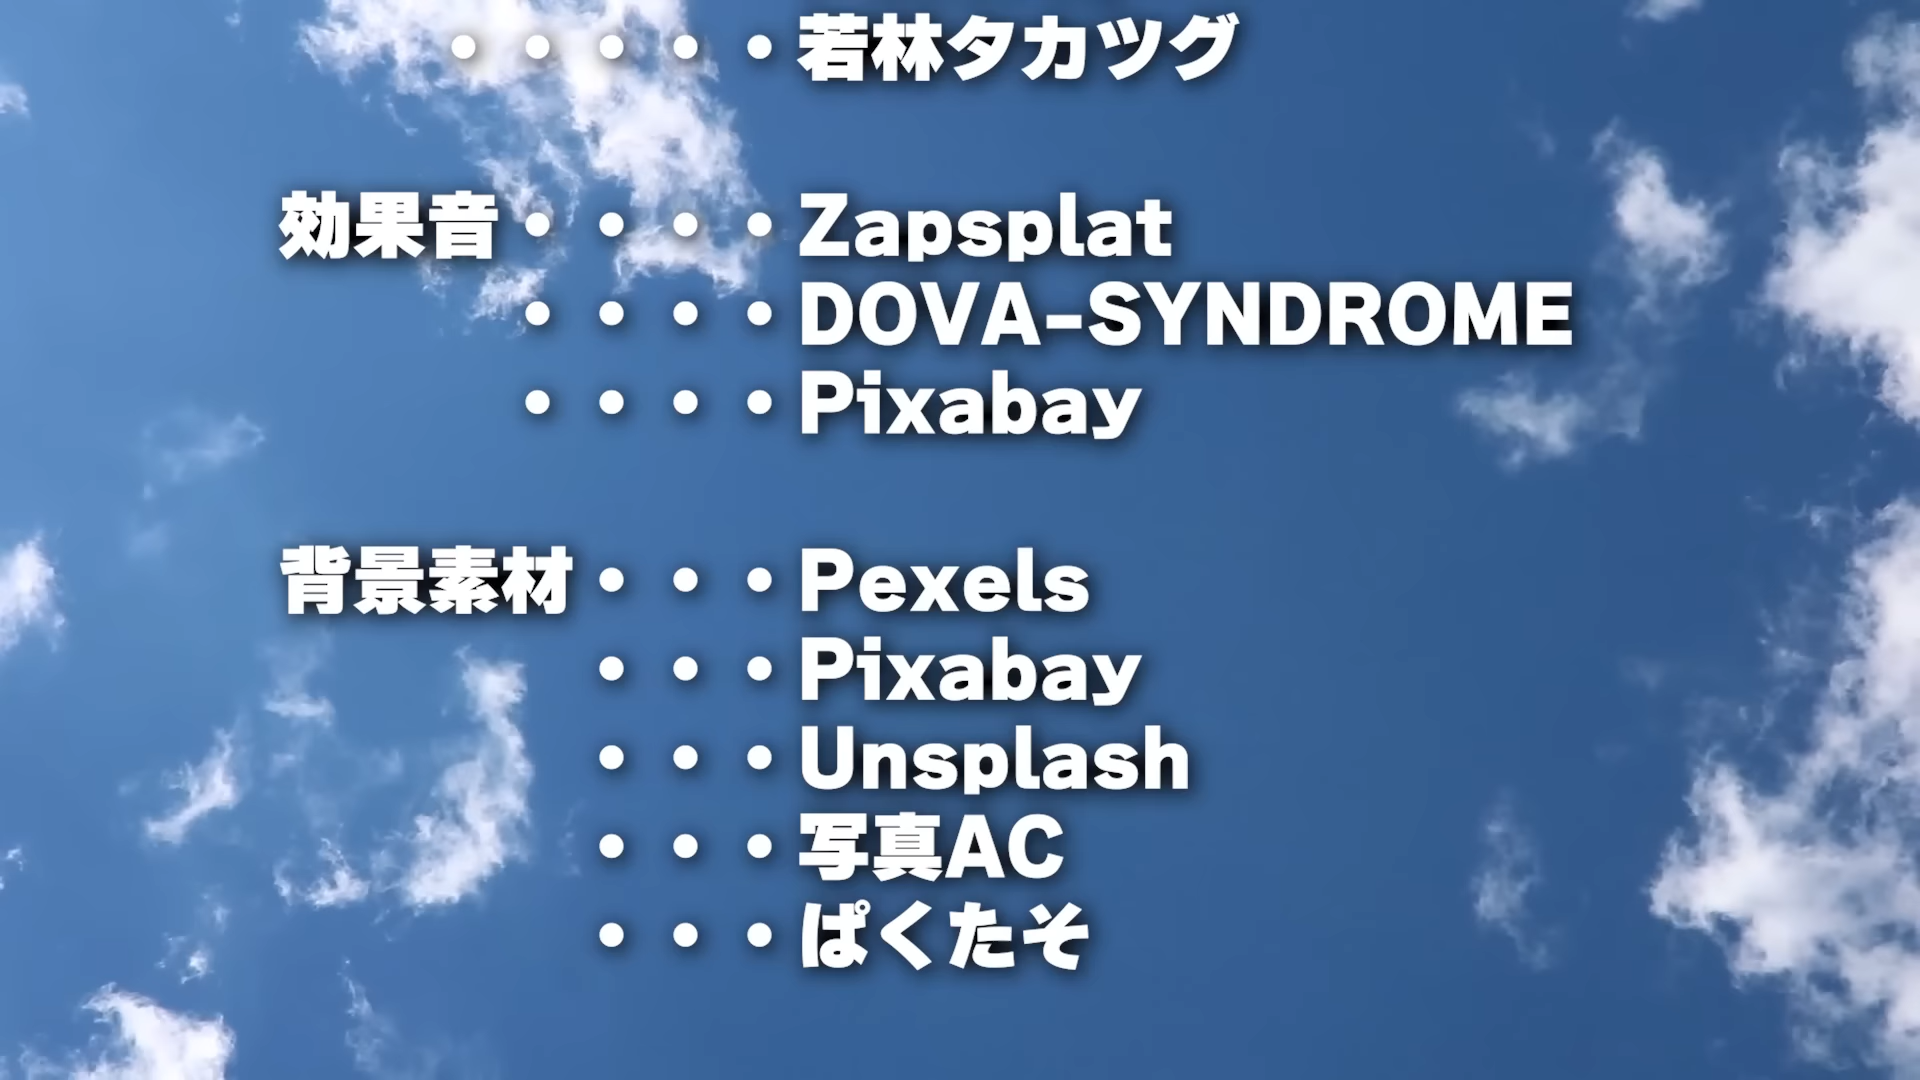 ・・・・・若林タカツグ
効果音・・・・Zapsplat
・・・・DOVA-SYNDROME
・・・・Pixabay
背景素材・・・Pexels
・・・Pixabay
・・・Unsplash
・・・写真AC
・・・ぱくたそ